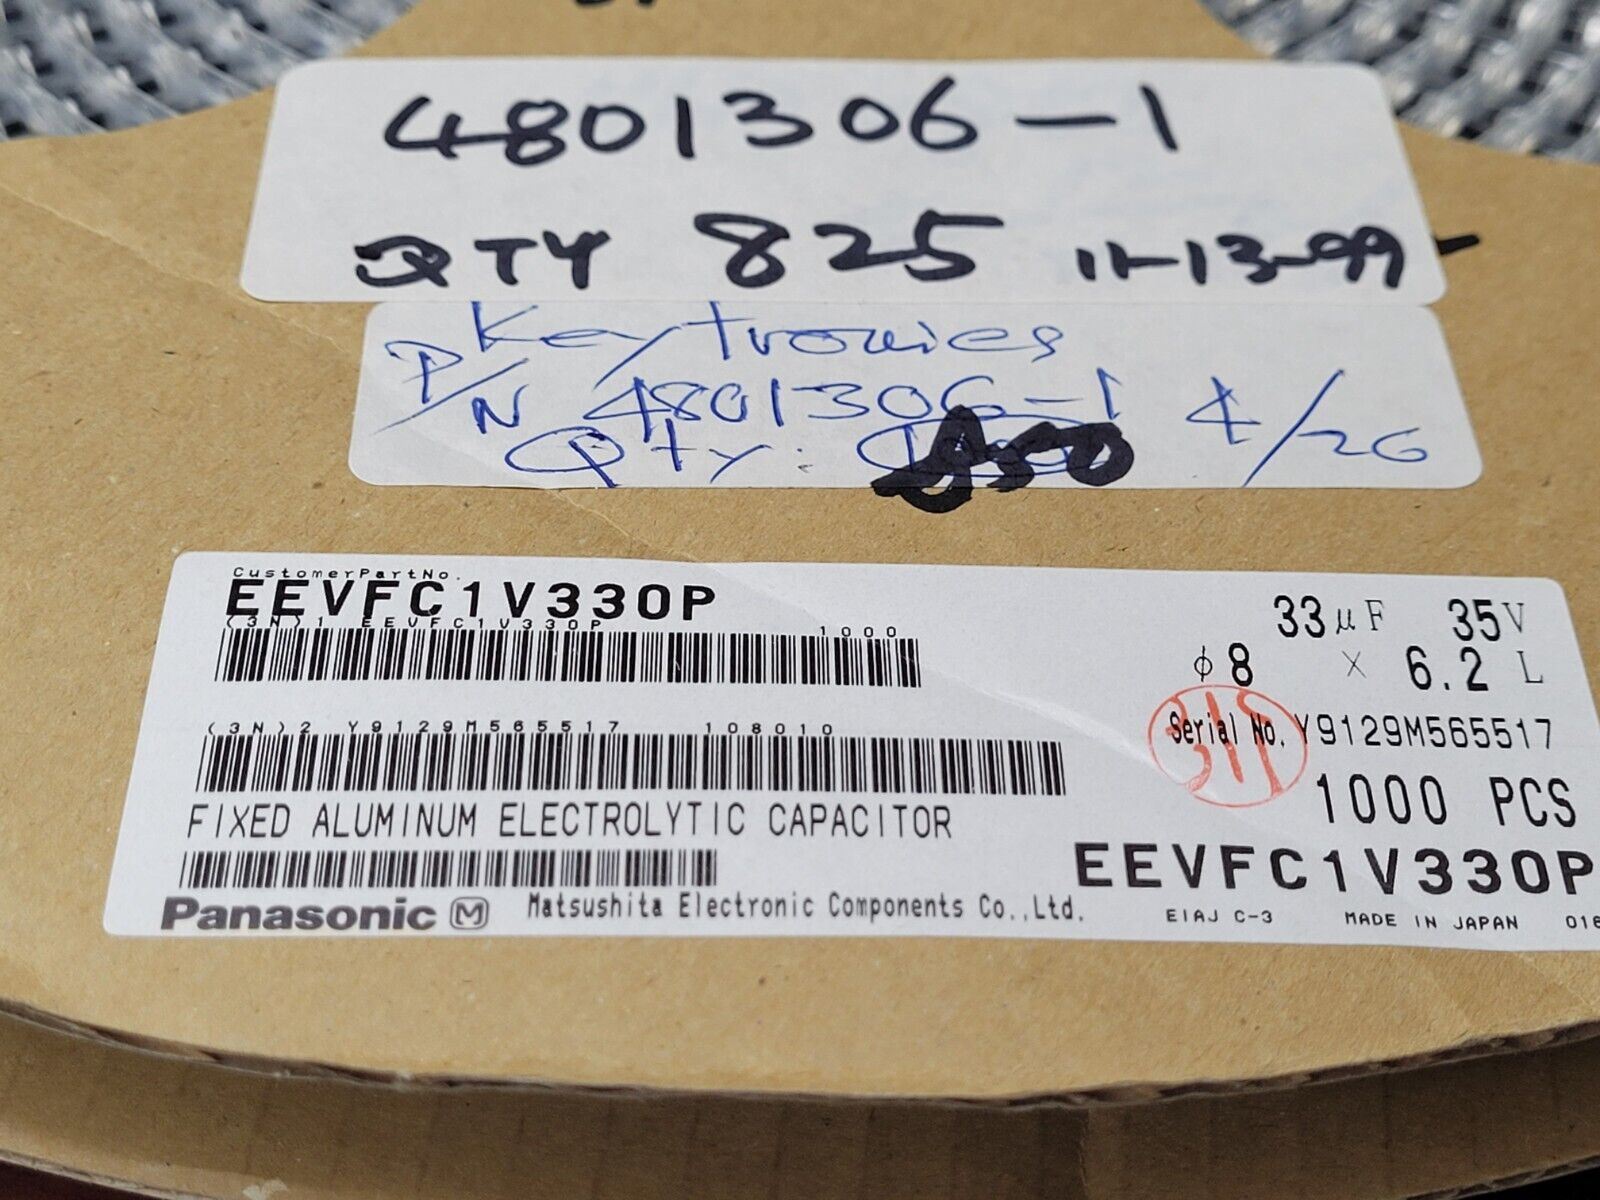 4801306-1
QTY 825 11-13-99
Keytronics
P/N 4801306-1 4/26
Qty: 950
CustomerPartNo.
EEVFC1V330P
(3N)1 EEVFC1V330P 1000
33μF 35V
φ8 × 6.2 L
(3N)2 Y9129M565517 108010
Serial No. Y9129M565517
FIXED ALUMINUM ELECTROLYTIC CAPACITOR
1000 PCS
EEVFC1V330P
Panasonic M Matsushita Electronic Components Co.,Ltd.
EIAJ C-3 MADE IN JAPAN